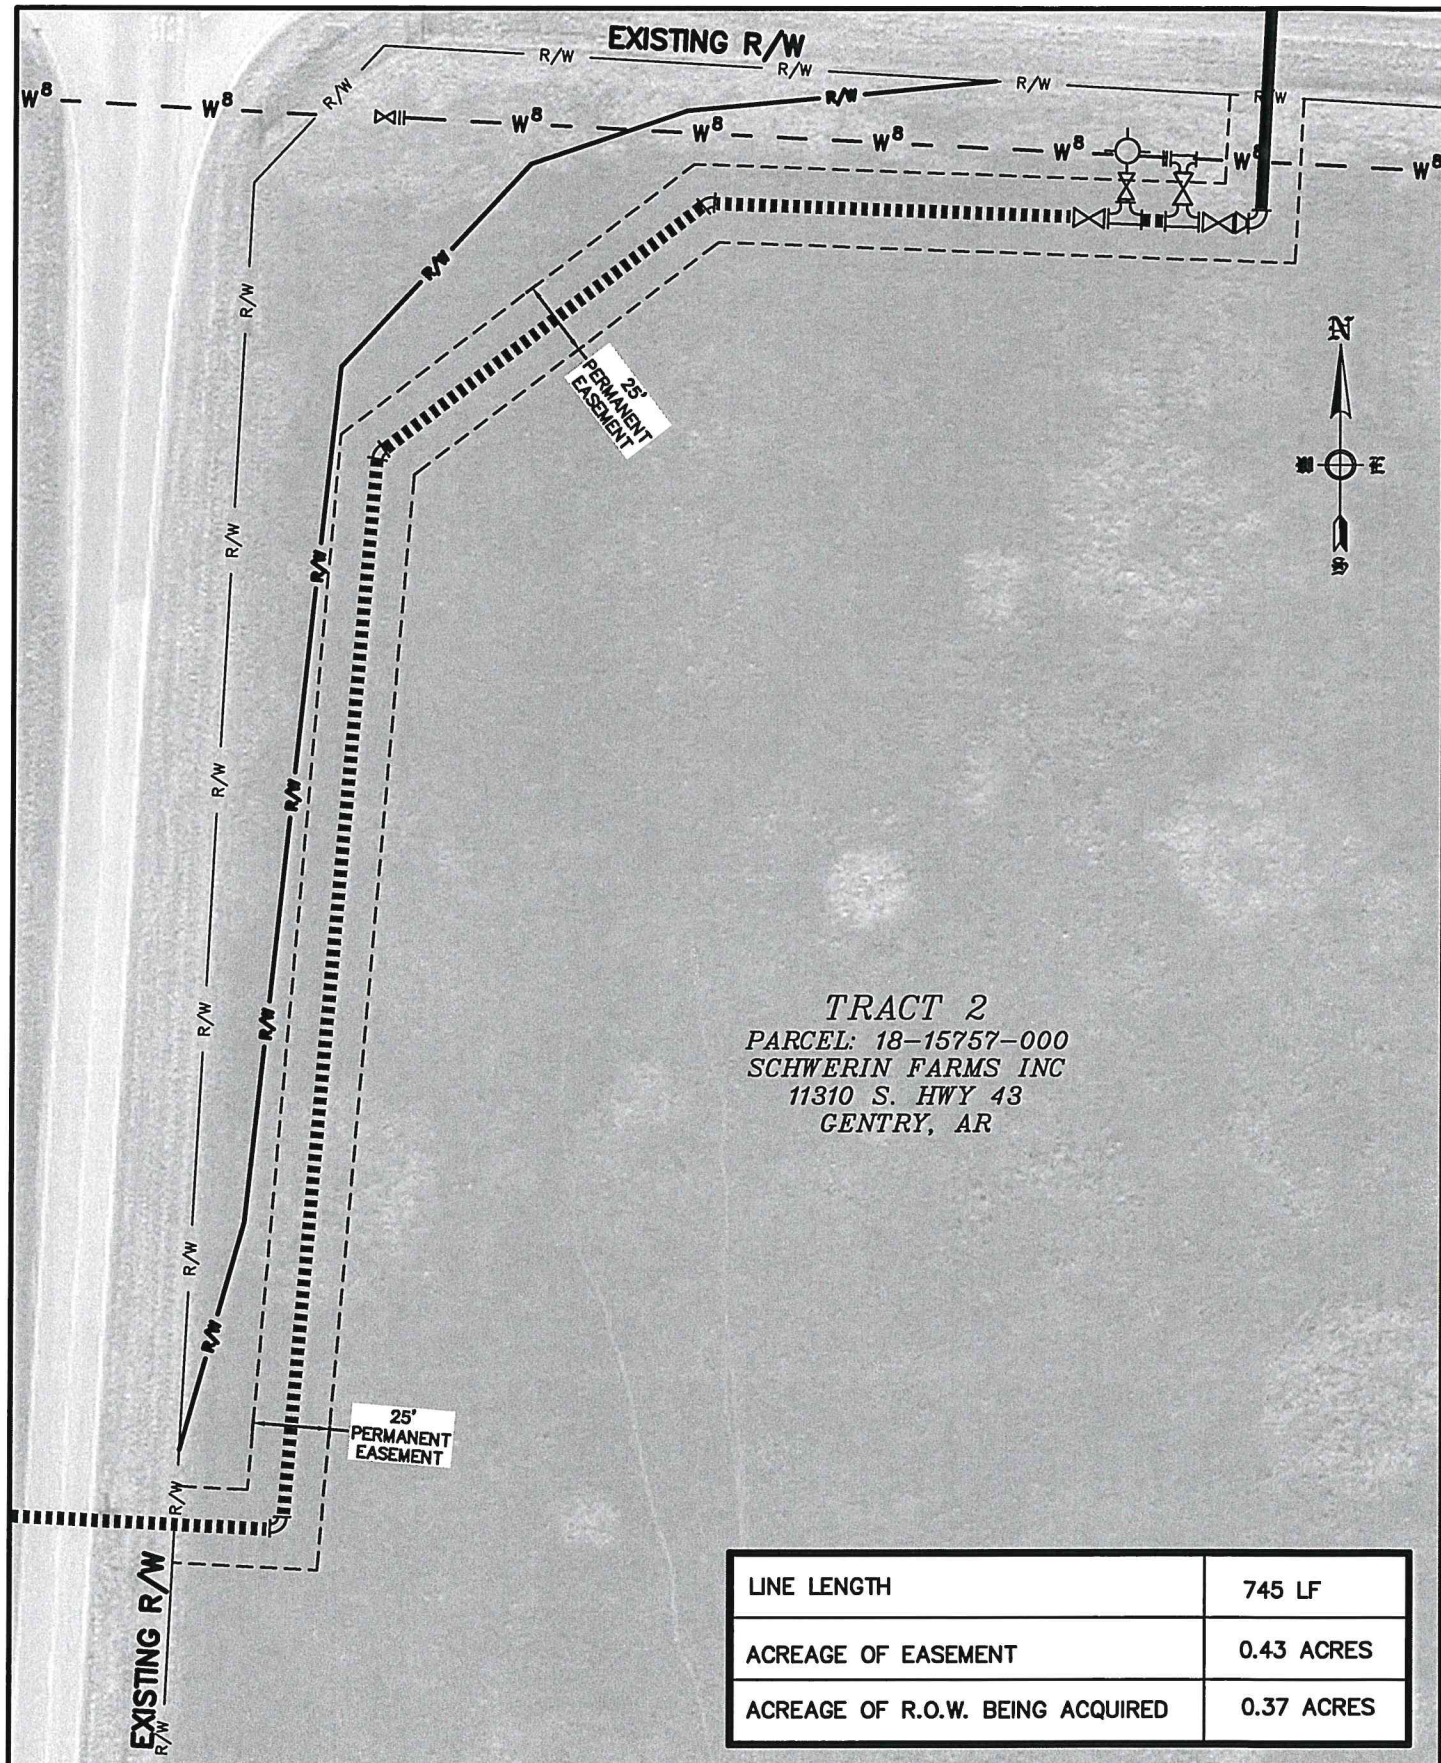 EXISTING R/W
R/W
R/W
R/W
R/W
R/W
R/W
W8
W8
W8
W8
W8
W8
W8
W8
R/W
R/W
R/W
R/W
R/W
R/W
R/W
R/W
R/W
R/W
R/W
R/W
25'
PERMANENT
EASEMENT
N
W
E
S
TRACT 2
PARCEL: 18-15757-000
SCHWERIN FARMS INC
11310 S. HWY 43
GENTRY, AR
25'
PERMANENT
EASEMENT
EXISTING R/W
R/W
LINE LENGTH 745 LF
ACREAGE OF EASEMENT 0.43 ACRES
ACREAGE OF R.O.W. BEING ACQUIRED 0.37 ACRES